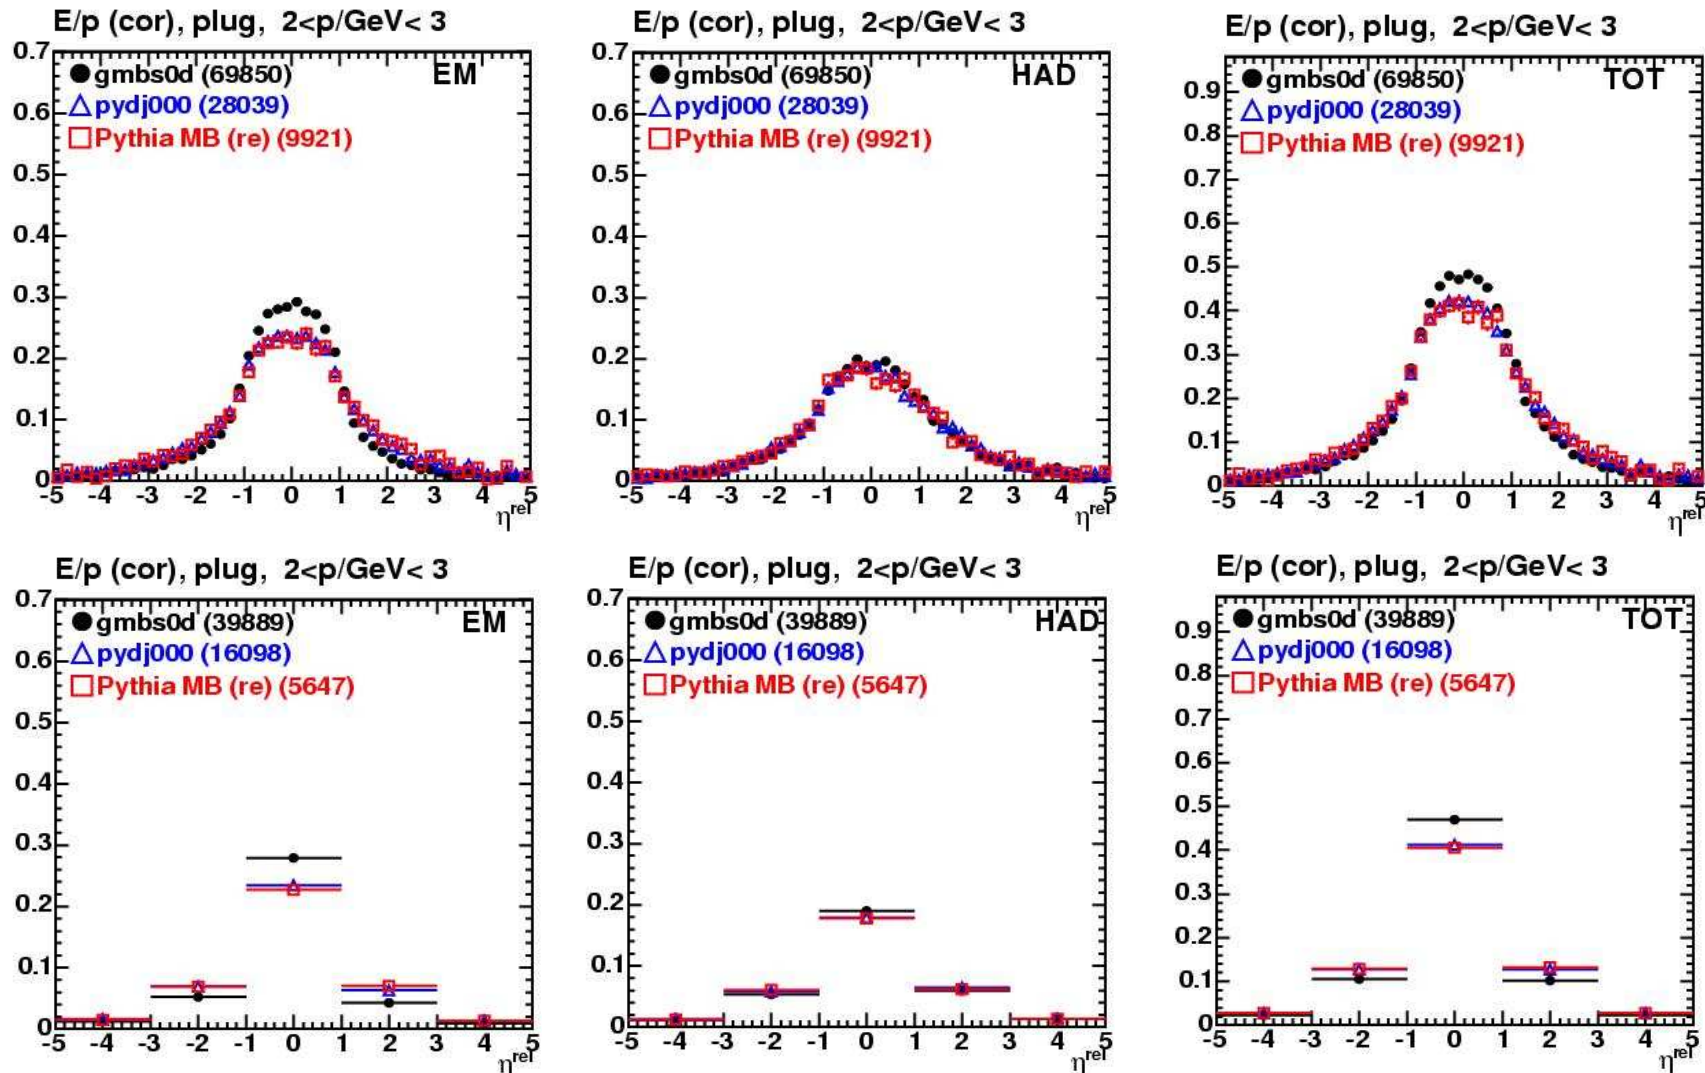 E/p (cor), plug, 2<p/GeV< 3
0.7
0.6
0.5
0.4
0.3
0.2
0.1
0
gmbs0d (69850)
EM
pydj000 (28039)
Pythia MB (re) (9921)
-5 -4 -3 -2 -1 0 1 2 3 4 5
ηrel
E/p (cor), plug, 2<p/GeV< 3
0.7
0.6
0.5
0.4
0.3
0.2
0.1
0
gmbs0d (69850)
HAD
pydj000 (28039)
Pythia MB (re) (9921)
-5 -4 -3 -2 -1 0 1 2 3 4 5
ηrel
E/p (cor), plug, 2<p/GeV< 3
0.9
0.8
0.7
0.6
0.5
0.4
0.3
0.2
0.1
0
gmbs0d (69850)
TOT
pydj000 (28039)
Pythia MB (re) (9921)
-5 -4 -3 -2 -1 0 1 2 3 4 5
ηrel
E/p (cor), plug, 2<p/GeV< 3
0.7
0.6
0.5
0.4
0.3
0.2
0.1
0
gmbs0d (39889)
EM
pydj000 (16098)
Pythia MB (re) (5647)
-5 -4 -3 -2 -1 0 1 2 3 4 5
ηrel
E/p (cor), plug, 2<p/GeV< 3
0.7
0.6
0.5
0.4
0.3
0.2
0.1
0
gmbs0d (39889)
HAD
pydj000 (16098)
Pythia MB (re) (5647)
-5 -4 -3 -2 -1 0 1 2 3 4 5
ηrel
E/p (cor), plug, 2<p/GeV< 3
0.9
0.8
0.7
0.6
0.5
0.4
0.3
0.2
0.1
0
gmbs0d (39889)
TOT
pydj000 (16098)
Pythia MB (re) (5647)
-5 -4 -3 -2 -1 0 1 2 3 4 5
ηrel